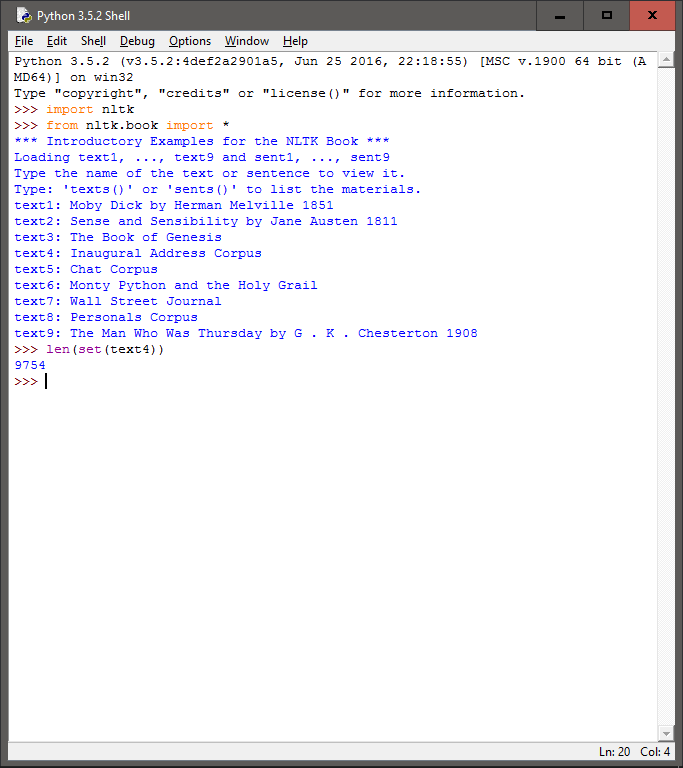 Python 3.5.2 Shell
File Edit Shell Debug Options Window Help
Python 3.5.2 (v3.5.2:4def2a2901a5, Jun 25 2016, 22:18:55) [MSC v.1900 64 bit (A
MD64)] on win32
Type "copyright", "credits" or "license()" for more information.
>>> import nltk
>>> from nltk.book import *
*** Introductory Examples for the NLTK Book ***
Loading text1, ..., text9 and sent1, ..., sent9
Type the name of the text or sentence to view it.
Type: 'texts()' or 'sents()' to list the materials.
text1: Moby Dick by Herman Melville 1851
text2: Sense and Sensibility by Jane Austen 1811
text3: The Book of Genesis
text4: Inaugural Address Corpus
text5: Chat Corpus
text6: Monty Python and the Holy Grail
text7: Wall Street Journal
text8: Personals Corpus
text9: The Man Who Was Thursday by G . K . Chesterton 1908
>>> len(set(text4))
9754
>>>
Ln: 20 Col: 4